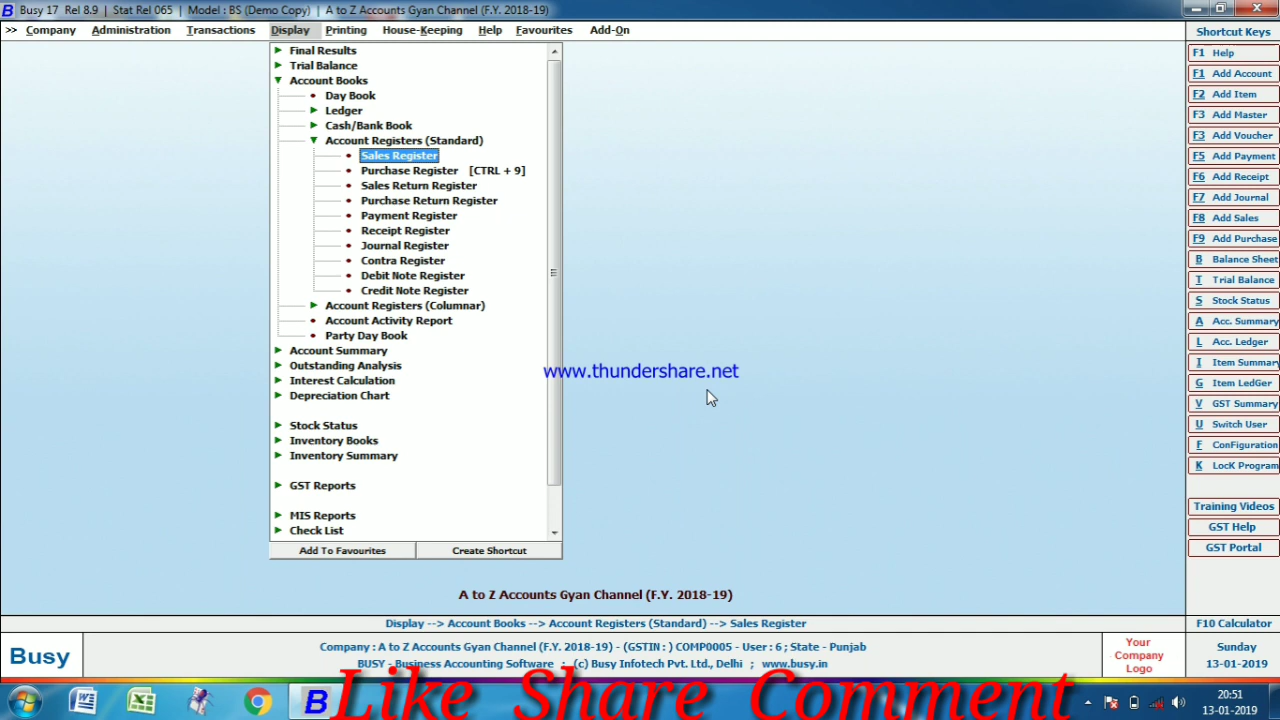 Busy 17 Rel 8.9 | Stat Rel 065 | Model : BS (Demo Copy) | A to Z Accounts Gyan Channel (F.Y. 2018-19)
>> Company Administration Transactions Display Printing House-Keeping Help Favourites Add-On
Shortcut Keys
Final Results
Trial Balance
Account Books
Day Book
Ledger
Cash/Bank Book
Account Registers (Standard)
Sales Register
Purchase Register [CTRL + 9]
Sales Return Register
Purchase Return Register
Payment Register
Receipt Register
Journal Register
Contra Register
Debit Note Register
Credit Note Register
Account Registers (Columnar)
Account Activity Report
Party Day Book
Account Summary
Outstanding Analysis
Interest Calculation
Depreciation Chart
Stock Status
Inventory Books
Inventory Summary
GST Reports
MIS Reports
Check List
Add To Favourites Create Shortcut
www.thundershare.net
F1 Help
F1 Add Account
F2 Add Item
F3 Add Master
F3 Add Voucher
F5 Add Payment
F6 Add Receipt
F7 Add Journal
F8 Add Sales
F9 Add Purchase
B Balance Sheet
T Trial Balance
S Stock Status
A Acc. Summary
L Acc. Ledger
I Item Summary
G Item LedGer
V GST Summary
U Switch User
F ConFiguration
K LocK Program
Training Videos
GST Help
GST Portal
A to Z Accounts Gyan Channel (F.Y. 2018-19)
Display --> Account Books --> Account Registers (Standard) --> Sales Register
F10 Calculator
Busy
Company : A to Z Accounts Gyan Channel (F.Y. 2018-19) - (GSTIN : ) COMP0005 - User : 6 ; State - Punjab
BUSY - Business Accounting Software ; (c) Busy Infotech Pvt. Ltd., Delhi ; www.busy.in
Your
Company
Logo
Sunday
13-01-2019
Like Share Comment
20:51
13-01-2019